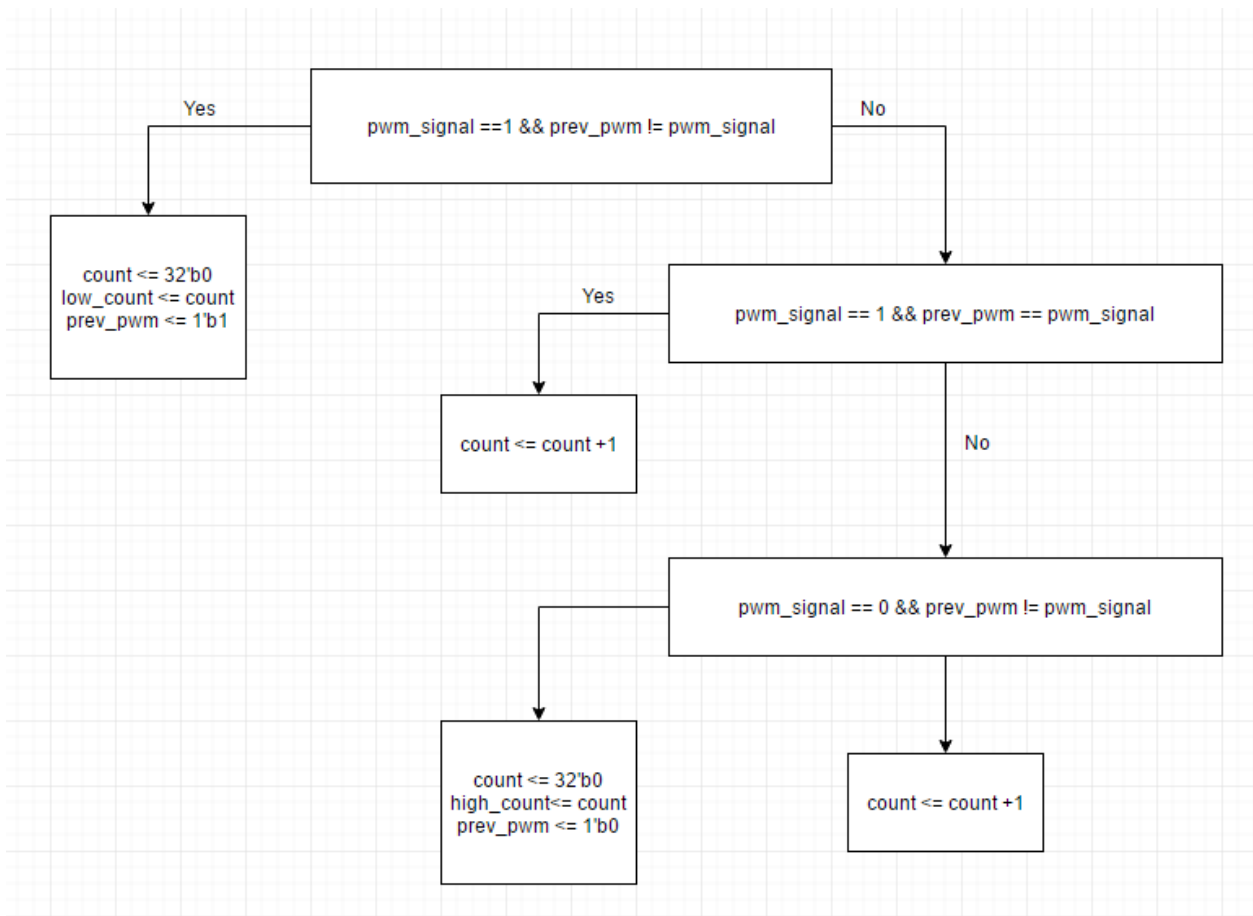 Yes
pwm_signal ==1 && prev_pwm != pwm_signal
No
count <= 32'b0
low_count <= count
prev_pwm <= 1'b1
Yes
pwm_signal == 1 && prev_pwm == pwm_signal
count <= count +1
No
pwm_signal == 0 && prev_pwm != pwm_signal
count <= 32'b0
high_count<= count
prev_pwm <= 1'b0
count <= count +1